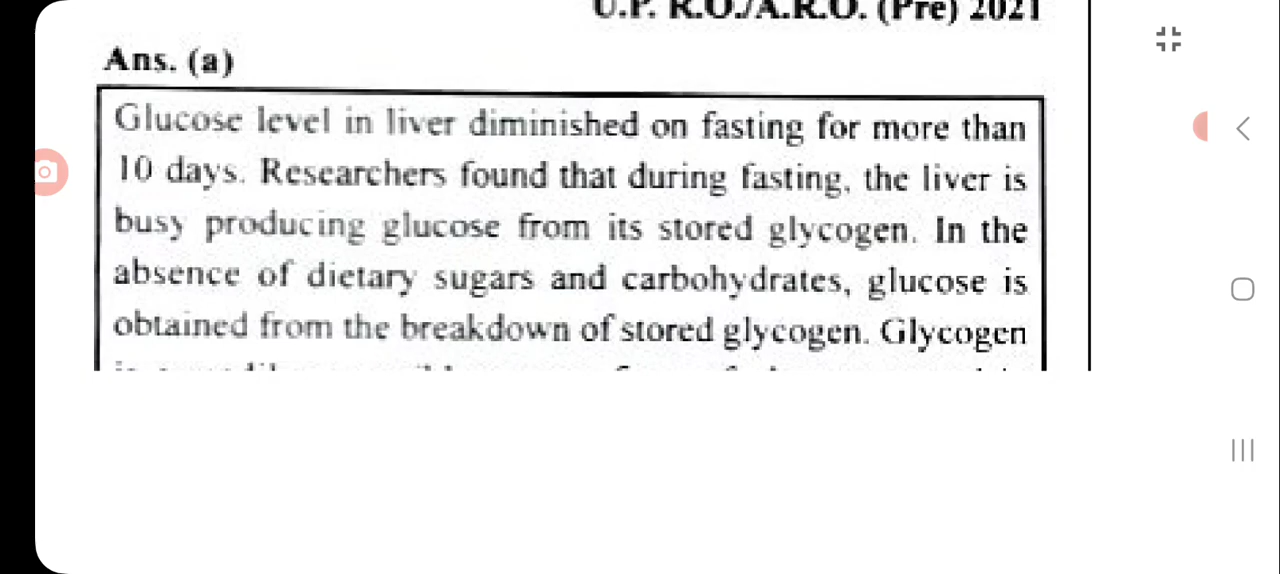 U.P. R.O./A.R.O. (Pre) 2021
Ans. (a)
Glucose level in liver diminished on fasting for more than
10 days. Researchers found that during fasting, the liver is
busy producing glucose from its stored glycogen. In the
absence of dietary sugars and carbohydrates, glucose is
obtained from the breakdown of stored glycogen. Glycogen